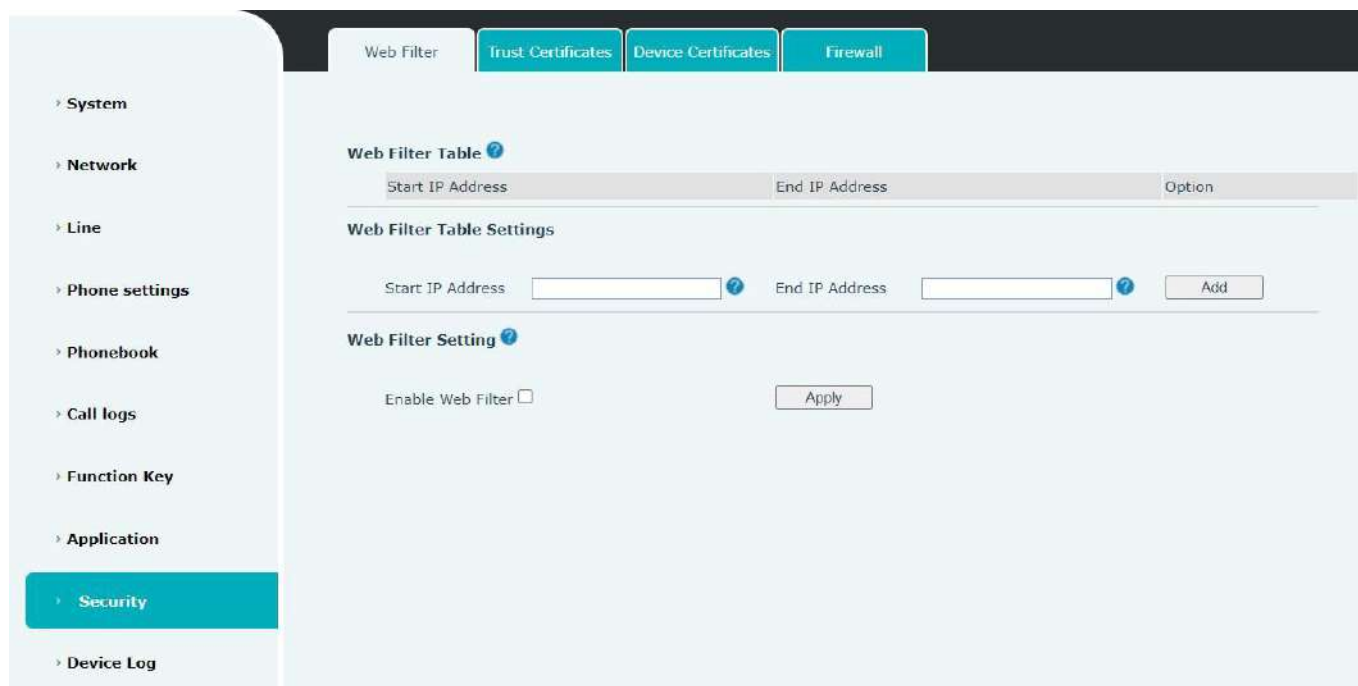 Web Filter Trust Certificates Device Certificates Firewall
System
Network
Line
Phone settings
Phonebook
Call logs
Function Key
Application
Security
Device Log
Web Filter Table ?
Start IP Address End IP Address Option
Web Filter Table Settings
Start IP Address ? End IP Address ? Add
Web Filter Setting ?
Enable Web Filter Apply